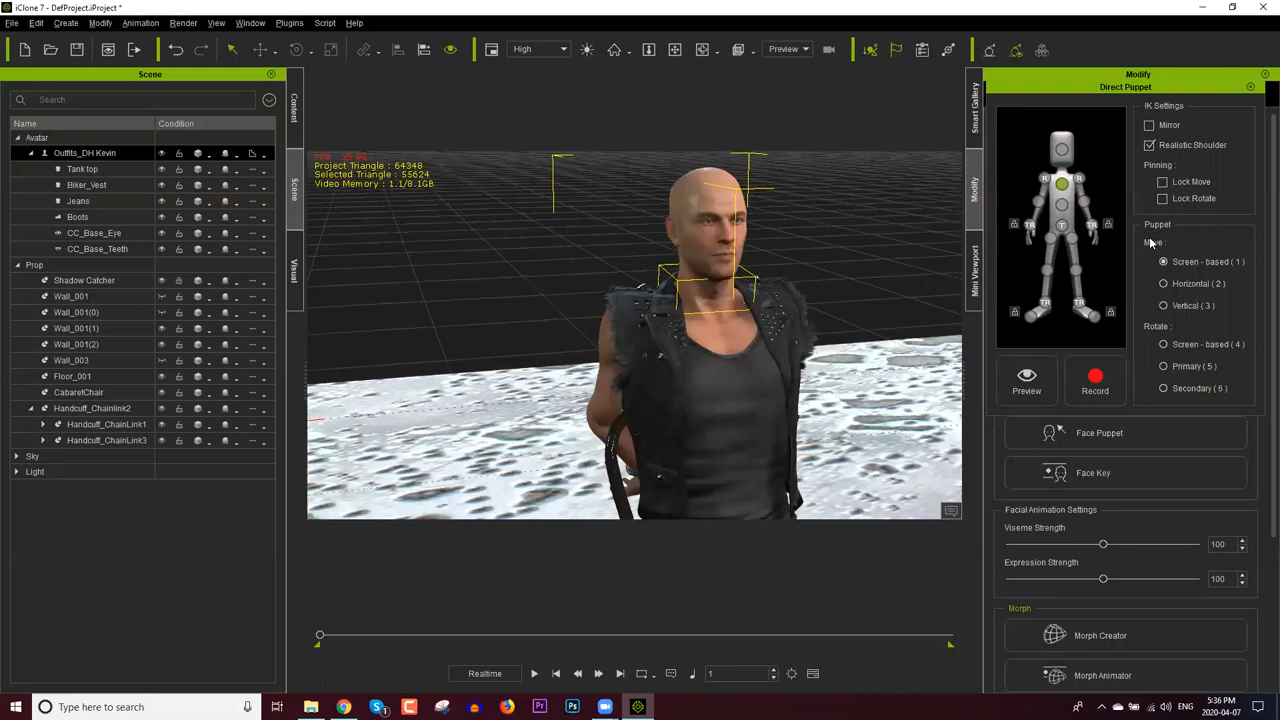 iClone 7 - DefProject.iProject *
File Edit Create Modify Animation Render View Window Plugins Script Help
High
Preview
Scene
Search
Name Condition
Avatar
Outfits_DH Kevin
Tank top
Biker_Vest
Jeans
Boots
CC_Base_Eye
CC_Base_Teeth
Prop
Shadow Catcher
Wall_001
Wall_001(0)
Wall_001(1)
Wall_001(2)
Wall_003
Floor_001
CabaretChair
Handcuff_Chainlink2
Handcuff_ChainLink1
Handcuff_ChainLink3
Sky
Light
Content
Scene
Visual
Project Triangle : 64348
Selected Triangle : 55624
Video Memory : 1.1/8.1GB
Realtime
1
Smart Gallery
Modify
Mini Viewport
Modify
Direct Puppet
R R
TR T TR
TR TR
Preview
Record
IK Settings
Mirror
Realistic Shoulder
Pinning :
Lock Move
Lock Rotate
Puppet
Screen - based ( 1 )
Horizontal ( 2 )
Vertical ( 3 )
Rotate :
Screen - based ( 4 )
Primary ( 5 )
Secondary ( 6 )
Face Puppet
Face Key
Facial Animation Settings
Viseme Strength
100
Expression Strength
100
Morph
Morph Creator
Morph Animator
Type here to search
Pr
Ps
ENG
5:36 PM
2020-04-07